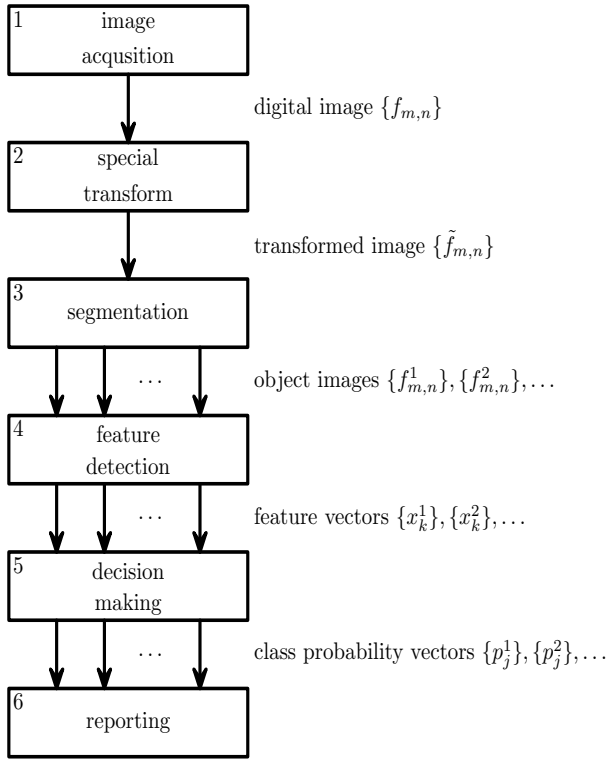 1 image
acqusition
digital image {f_{m,n}}
2 special
transform
transformed image {f̃_{m,n}}
3
segmentation
...
object images {f^1_{m,n}}, {f^2_{m,n}}, ...
4 feature
detection
...
feature vectors {x^1_k}, {x^2_k}, ...
5 decision
making
...
class probability vectors {p^1_j}, {p^2_j}, ...
6
reporting